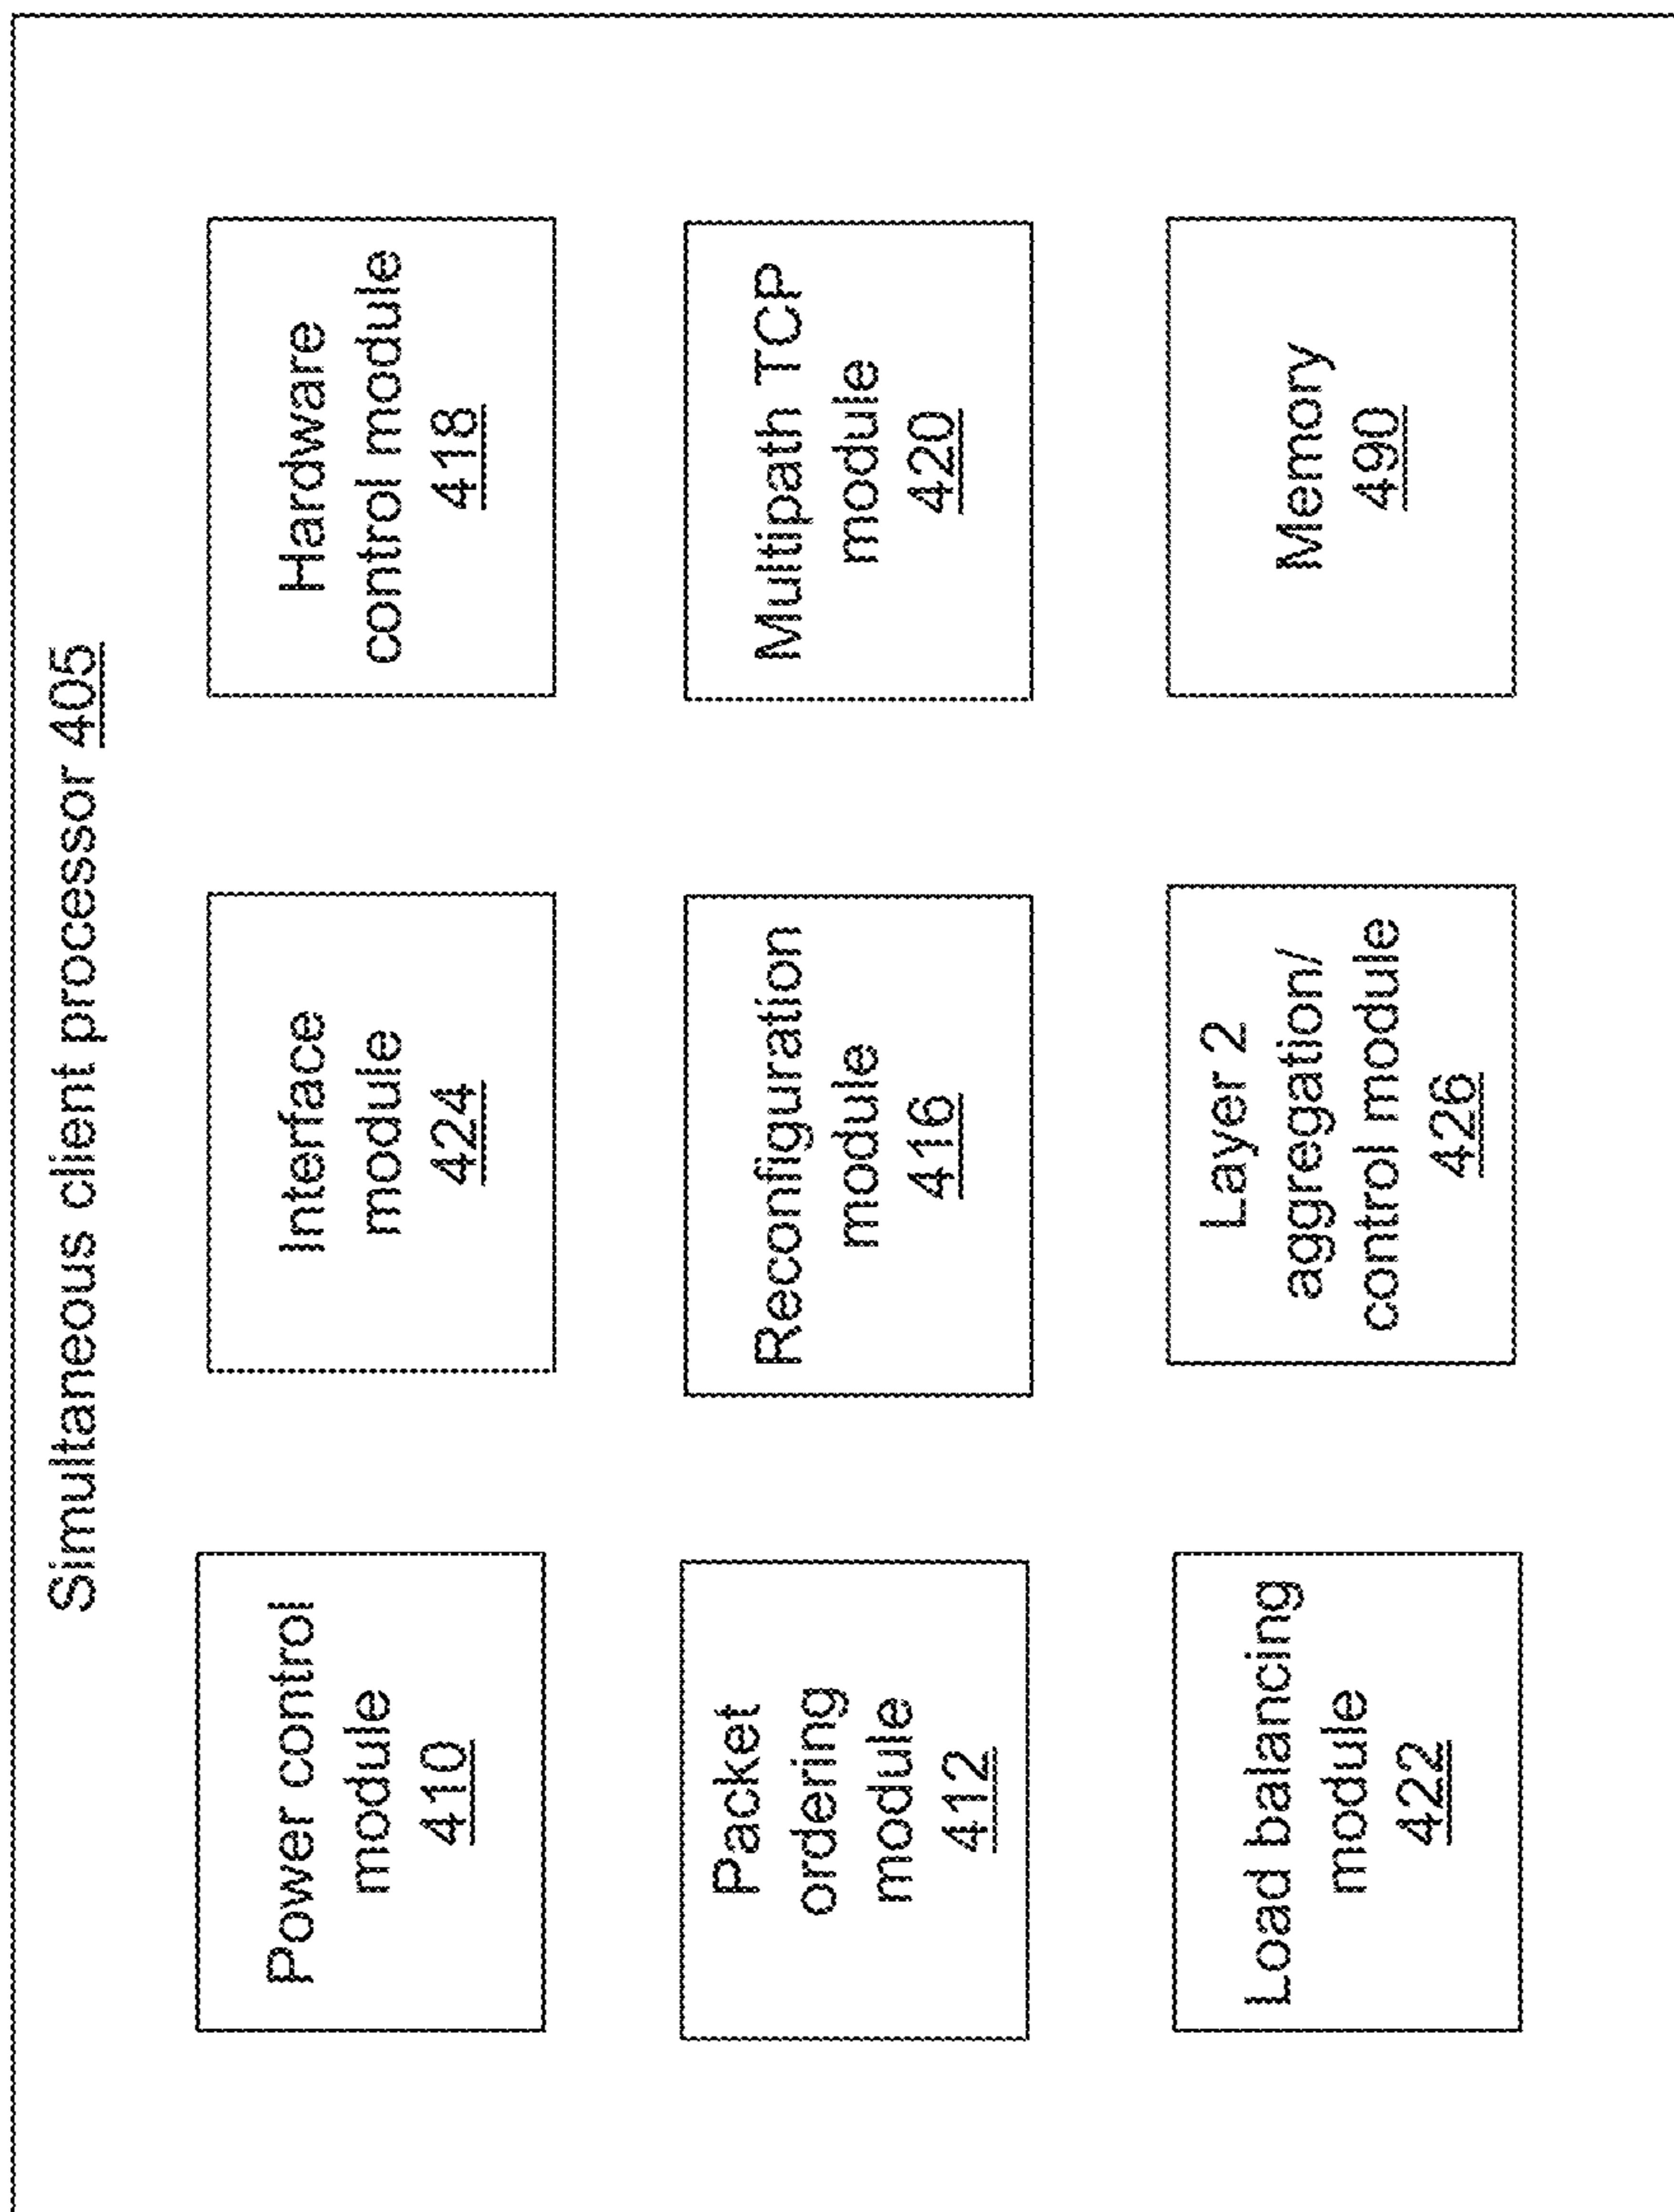 Simultaneous client processor 405
Power control
module
410
Interface
module
424
Hardware
control module
418
Packet
ordering
module
412
Reconfiguration
module
416
Multipath TCP
module
420
Load balancing
module
422
Layer 2
aggregation/
control module
426
Memory
490